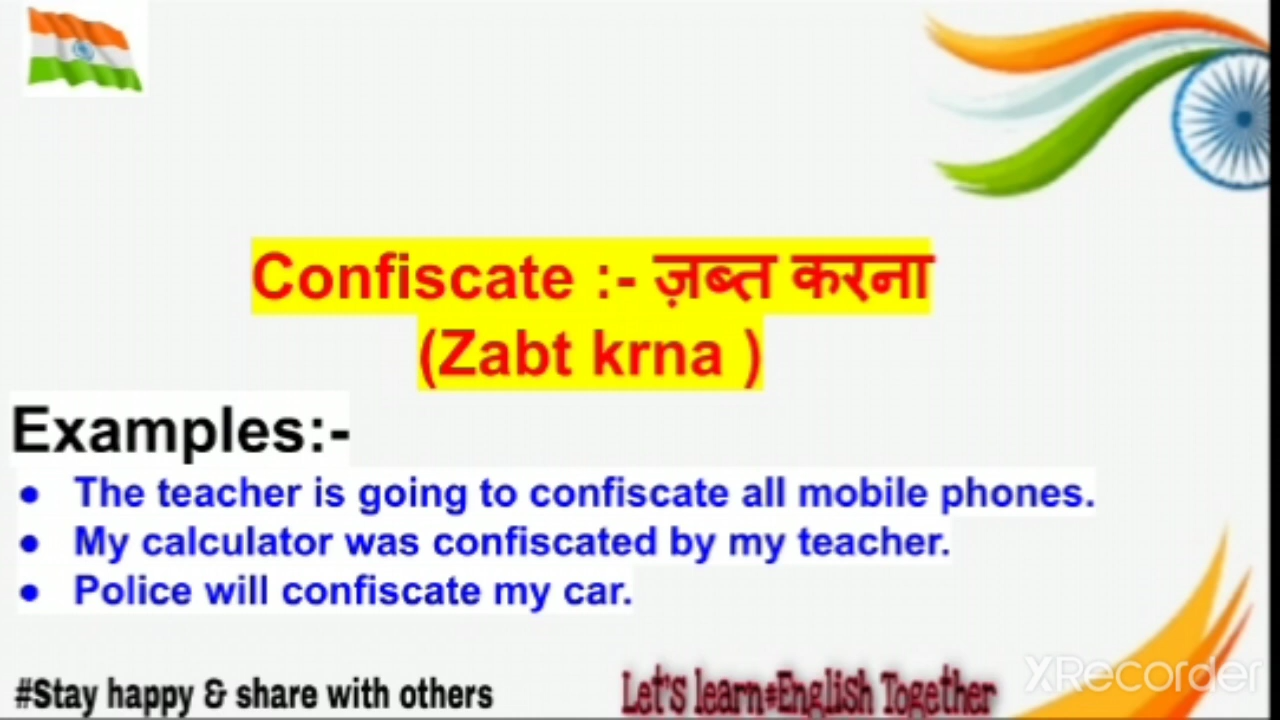 Confiscate :- ज़ब्त करना
(Zabt krna )
Examples:-
● The teacher is going to confiscate all mobile phones.
● My calculator was confiscated by my teacher.
● Police will confiscate my car.
#Stay happy & share with others
Let's learn#English Together
XRecorder